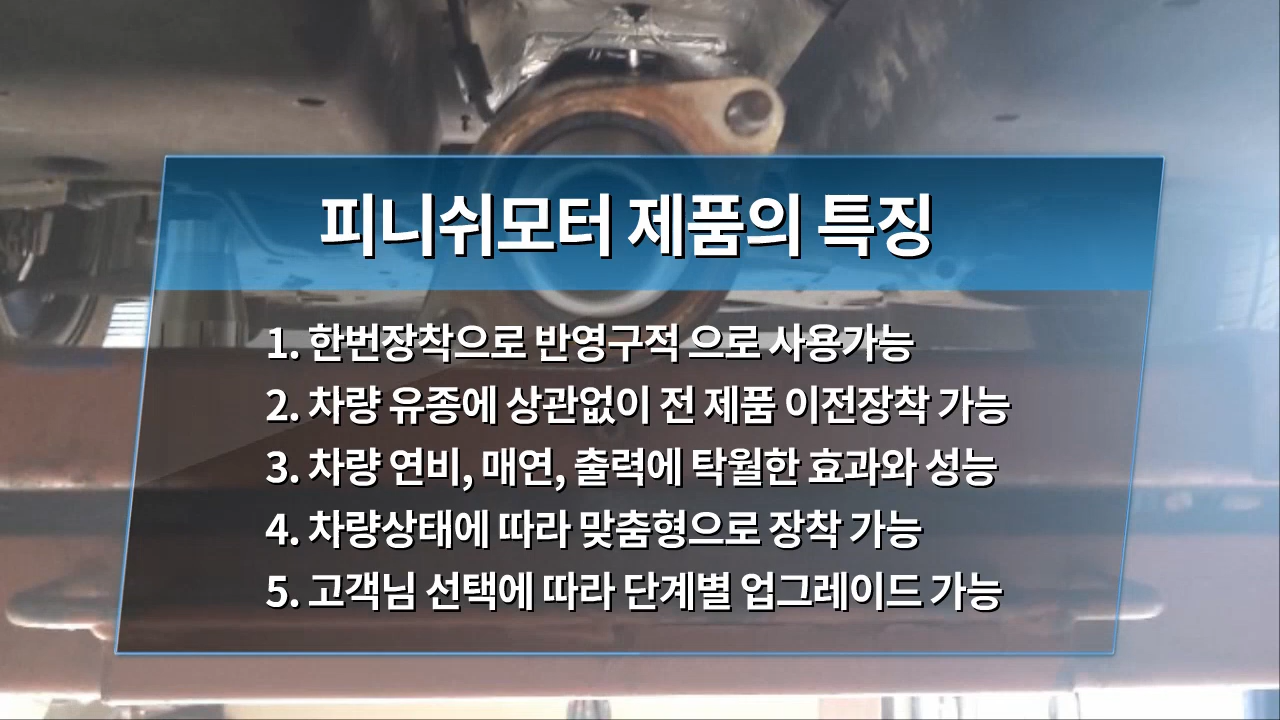 피니쉬모터 제품의 특징
1. 한번장착으로 반영구적 으로 사용가능
2. 차량 유종에 상관없이 전 제품 이전장착 가능
3. 차량 연비, 매연, 출력에 탁월한 효과와 성능
4. 차량상태에 따라 맞춤형으로 장착 가능
5. 고객님 선택에 따라 단계별 업그레이드 가능